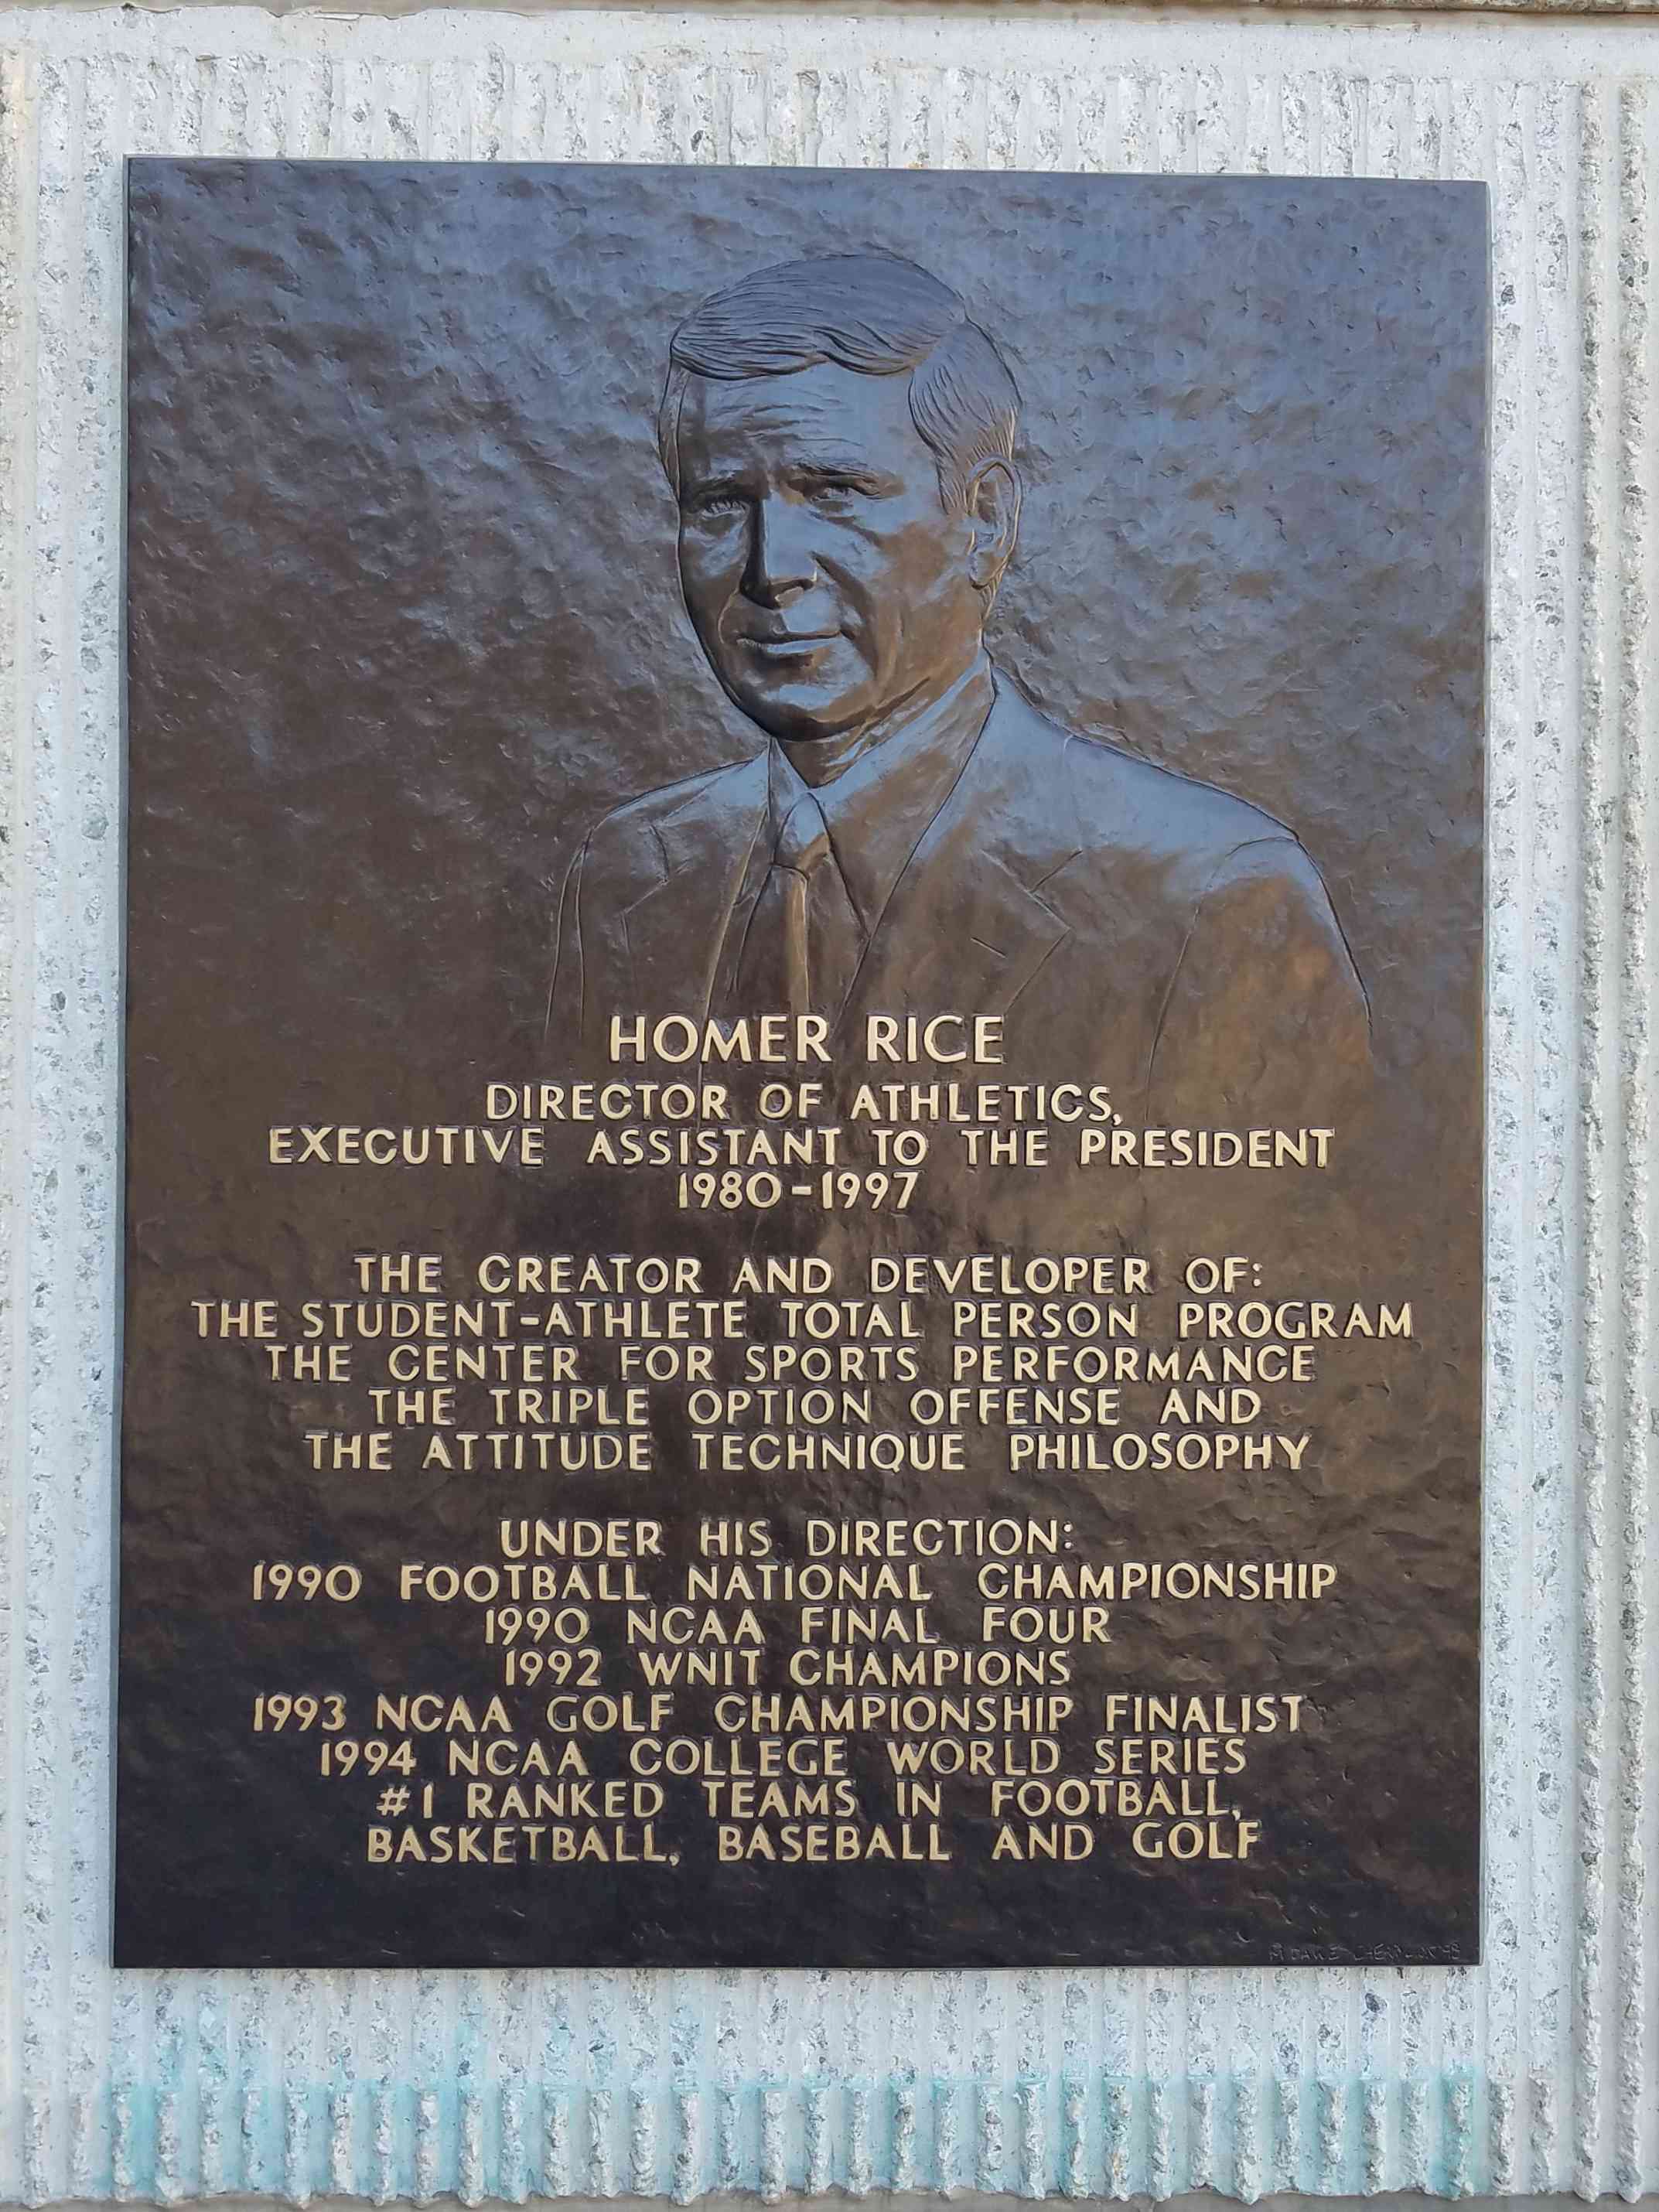 HOMER RICE
DIRECTOR OF ATHLETICS,
EXECUTIVE ASSISTANT TO THE PRESIDENT
1980-1997
THE CREATOR AND DEVELOPER OF:
THE STUDENT-ATHLETE TOTAL PERSON PROGRAM
THE CENTER FOR SPORTS PERFORMANCE
THE TRIPLE OPTION OFFENSE AND
THE ATTITUDE TECHNIQUE PHILOSOPHY
UNDER HIS DIRECTION:
1990 FOOTBALL NATIONAL CHAMPIONSHIP
1990 NCAA FINAL FOUR
1992 WNIT CHAMPIONS
1993 NCAA GOLF CHAMPIONSHIP FINALIST
1994 NCAA COLLEGE WORLD SERIES
#1 RANKED TEAMS IN FOOTBALL,
BASKETBALL, BASEBALL AND GOLF